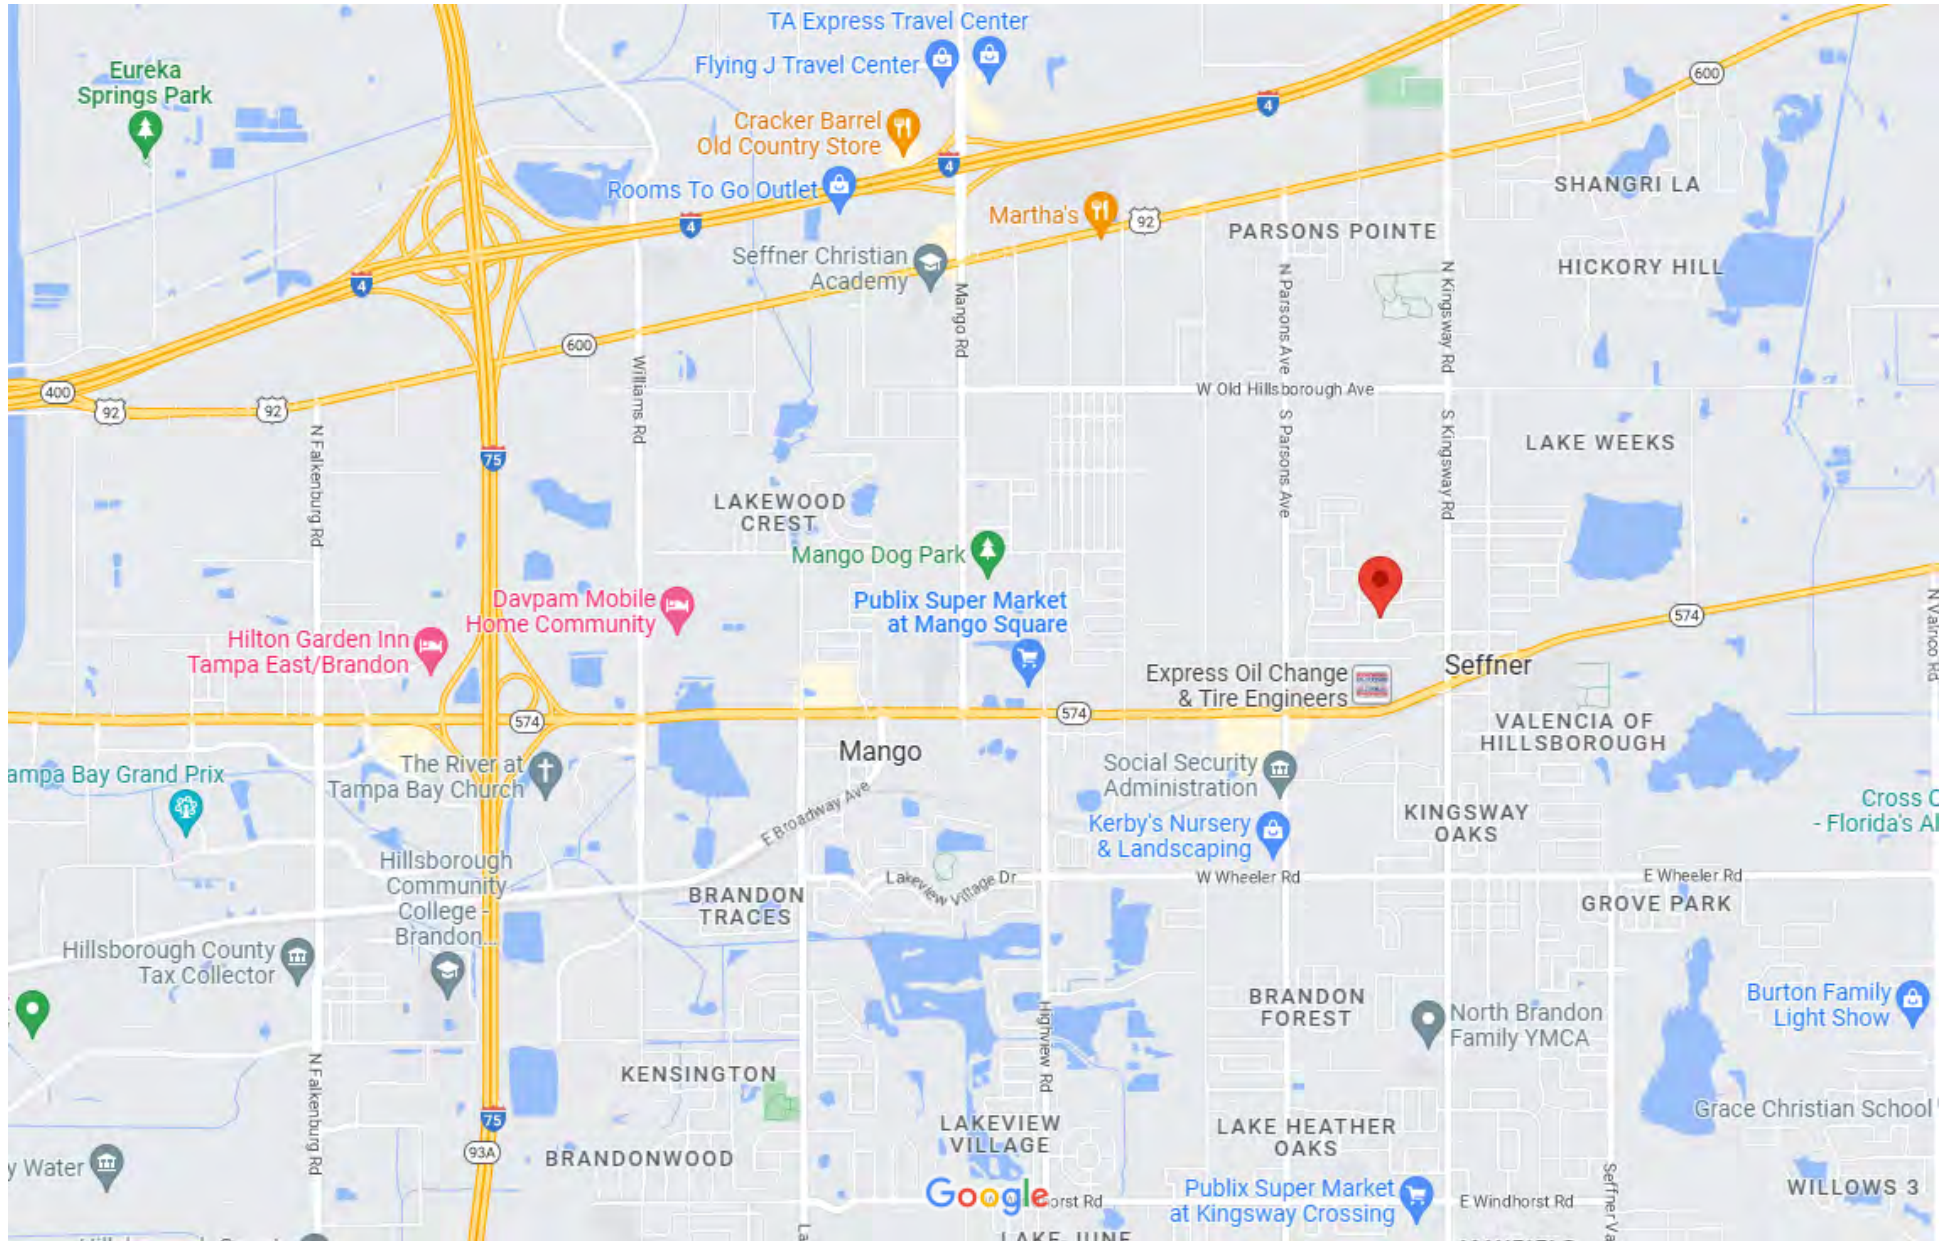 TA Express Travel Center
Flying J Travel Center
Eureka
Springs Park
600
4
Cracker Barrel
Old Country Store
4
Rooms To Go Outlet
SHANGRI LA
Martha's
92
4
PARSONS POINTE
Seffner Christian
Academy
HICKORY HILL
4
Mango Rd
N Parsons Ave
N Kingsway Rd
600
Williams Rd
400
92
92
W Old Hillsborough Ave
N Falkenburg Rd
75
S Parsons Ave
S Kingsway Rd
LAKE WEEKS
LAKEWOOD
CREST
Mango Dog Park
Davpam Mobile
Home Community
Publix Super Market
at Mango Square
574
N Valrico Rd
Hilton Garden Inn
Tampa East/Brandon
Express Oil Change
& Tire Engineers
Seffner
574
574
VALENCIA OF
HILLSBOROUGH
Mango
The River at
Tampa Bay Church
ampa Bay Grand Prix
Social Security
Administration
E Broadway Ave
Kerby's Nursery
& Landscaping
KINGSWAY
OAKS
Cross C
- Florida's Al
Hillsborough
Community
College -
Brandon...
Lakeview Village Dr
W Wheeler Rd
E Wheeler Rd
BRANDON
TRACES
GROVE PARK
Hillsborough County
Tax Collector
BRANDON
FOREST
North Brandon
Family YMCA
Burton Family
Light Show
Highview Rd
N Falkenburg Rd
KENSINGTON
75
93A
LAKEVIEW
VILLAGE
LAKE HEATHER
OAKS
Grace Christian School
y Water
BRANDONWOOD
Google
orst Rd
Publix Super Market
at Kingsway Crossing
E Windhorst Rd
Seffner Va
WILLOWS 3
La
LAKE JUNE